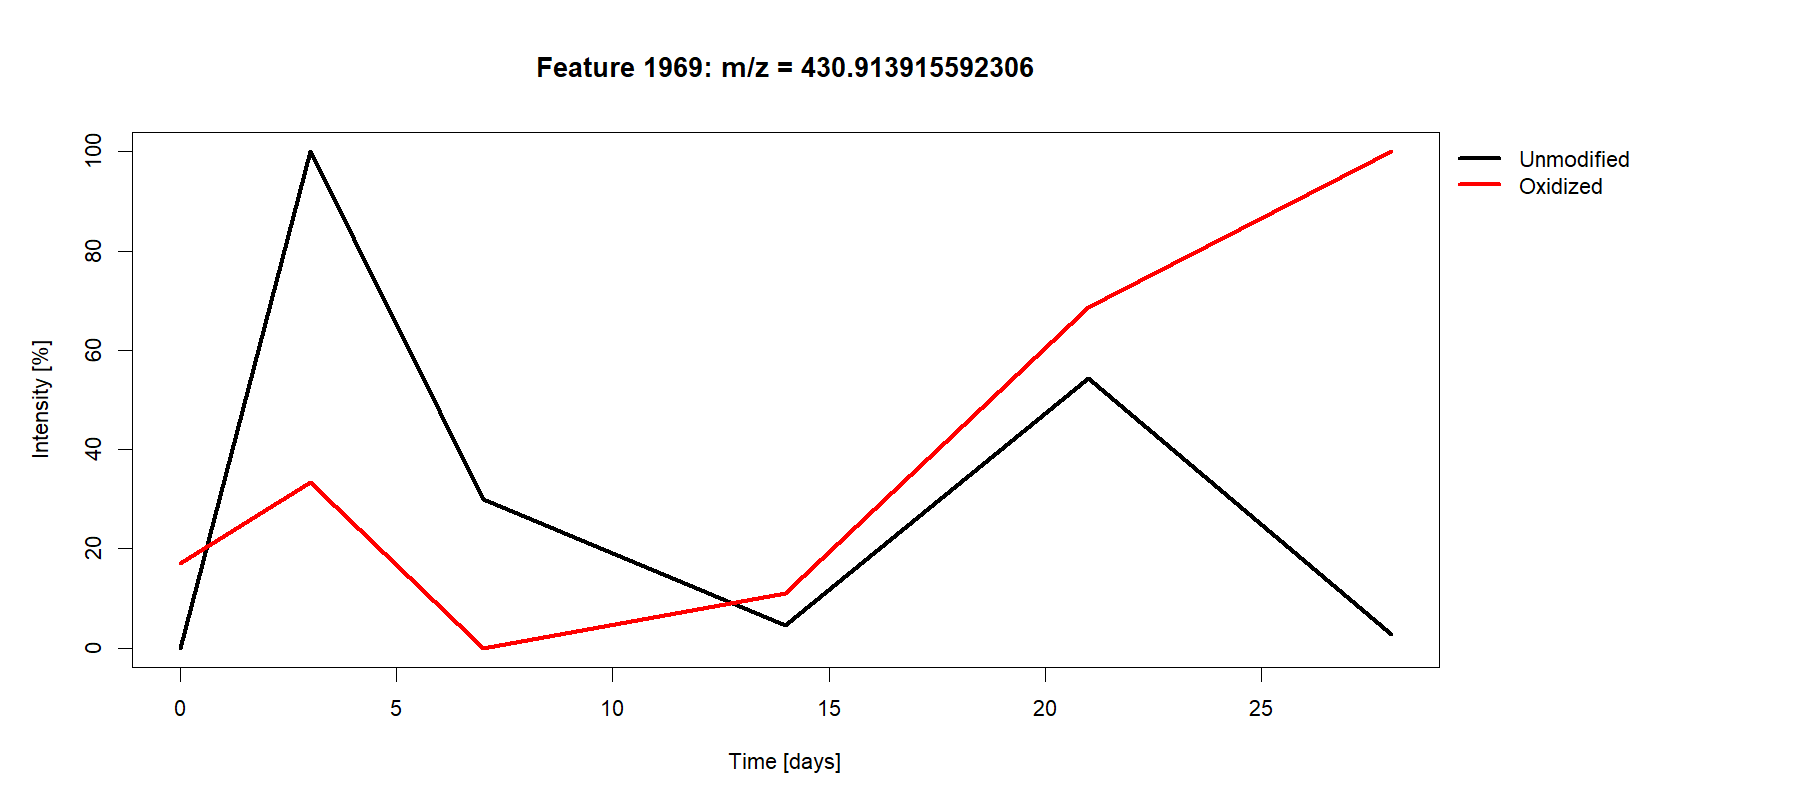 Feature 1969: m/z = 430.913915592306
Unmodified
Oxidized
Intensity [%]
100
80
60
40
20
0
0 5 10 15 20 25
Time [days]